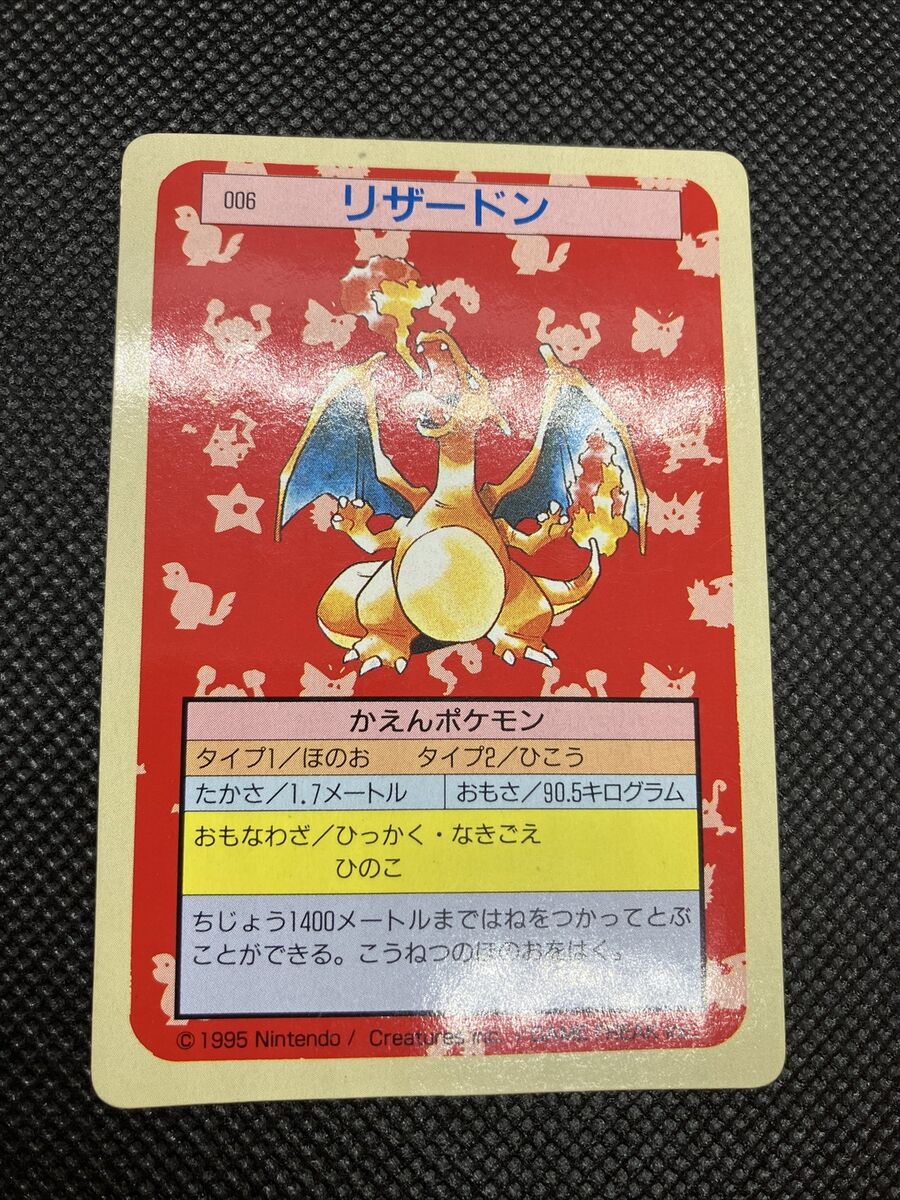 006 リザードン
かえんポケモン
タイプ1/ほのお タイプ2/ひこう
たかさ/1.7メートル おもさ/90.5キログラム
おもなわざ/ひっかく・なきごえ
ひのこ
ちじょう1400メートルまではねをつかってとぶ
ことができる。こうねつのほのおをはく。
©1995 Nintendo / Creatures inc. / GAME FREAK inc.